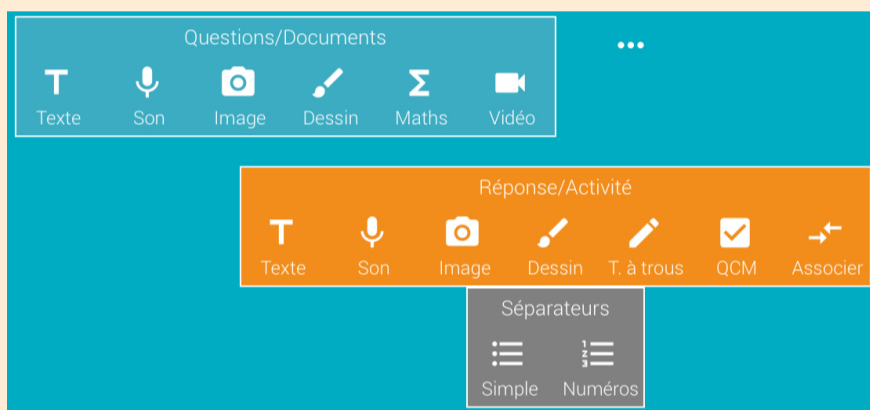 Questions/Documents
Texte Son Image Dessin Maths Vidéo
Réponse/Activité
Texte Son Image Dessin T. à trous QCM Associer
Séparateurs
Simple Numéros